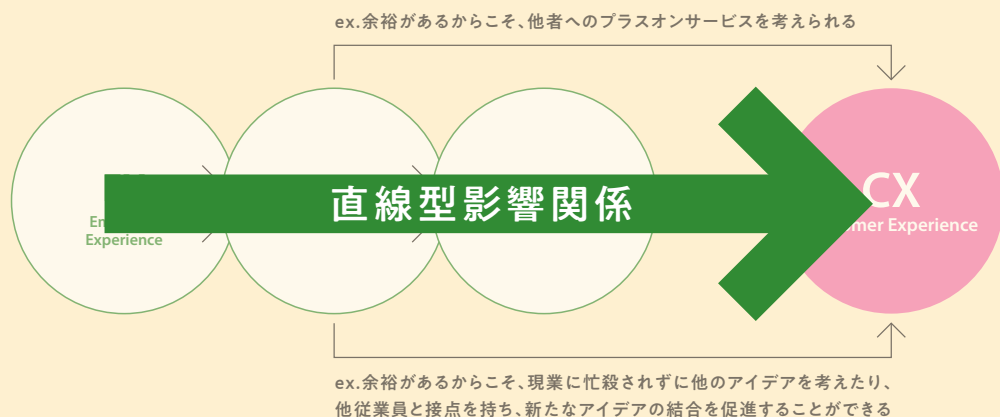 ex.余裕があるからこそ、他者へのプラスオンサービスを考えられる
直線型影響関係
Experience
CX
mer Experience
ex.余裕があるからこそ、現業に忙殺されずに他のアイデアを考えたり、
他従業員と接点を持ち、新たなアイデアの結合を促進することができる